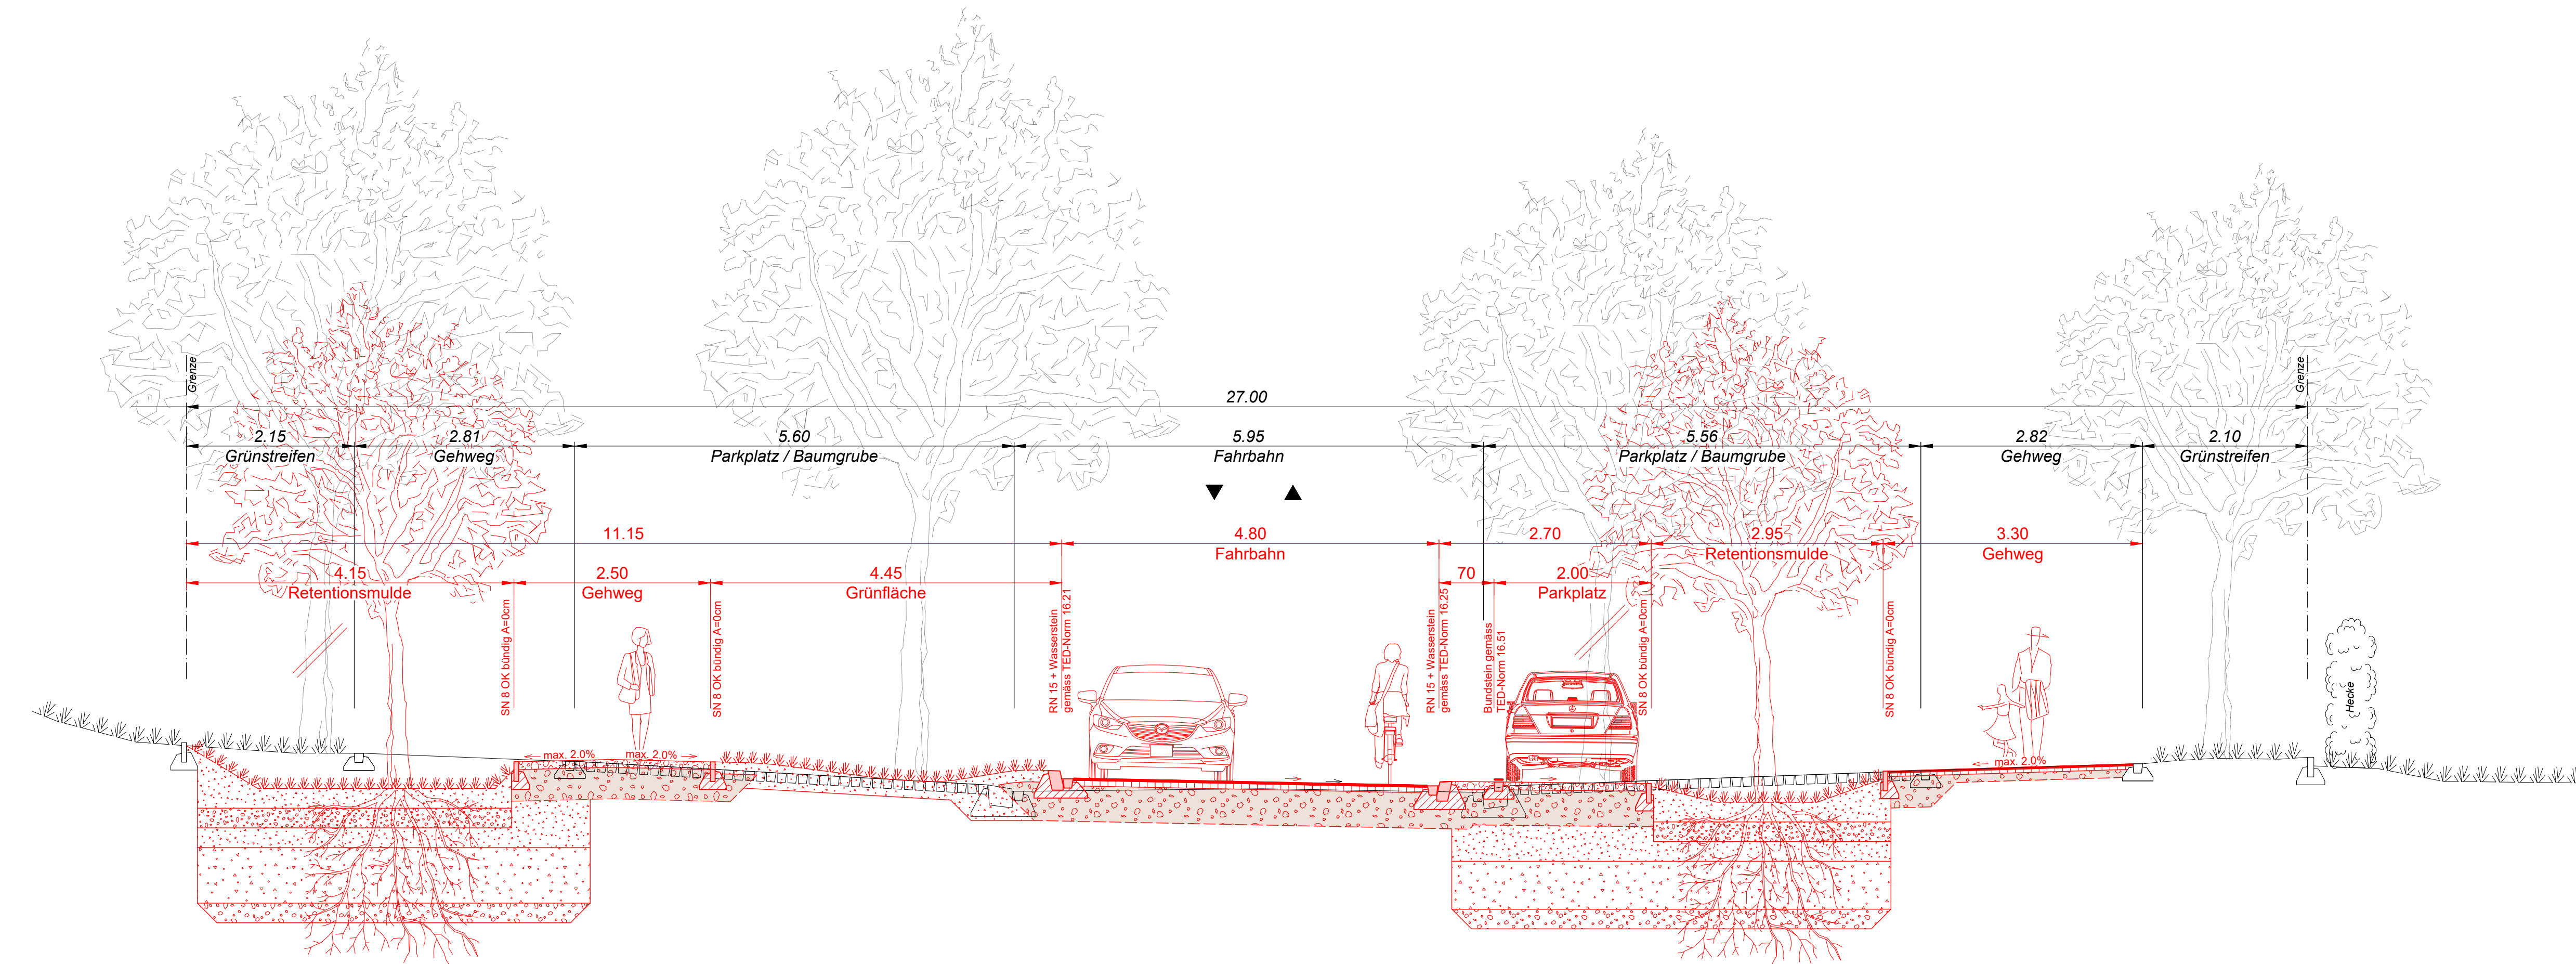 Grenze
Grenze
27.00
2.15
2.81
5.60
5.95
5.56
2.82
2.10
Grünstreifen
Gehweg
Parkplatz / Baumgrube
Fahrbahn
Parkplatz / Baumgrube
Gehweg
Grünstreifen
11.15
4.80
2.70
2.95
3.30
Fahrbahn
Retentionsmulde
Gehweg
4.15
2.50
4.45
70
2.00
Retentionsmulde
Gehweg
Grünfläche
Parkplatz
SN 8 OK bündig A=0cm
SN 8 OK bündig A=0cm
RN 15 + Wasserstein
gemäss TED-Norm 16.21
RN 15 + Wasserstein
gemäss TED-Norm 16.25
Bundstein gemäss
TED-Norm 16.51
SN 8 OK bündig A=0cm
SN 8 OK bündig A=0cm
Hecke
max. 2.0%
max. 2.0%
max. 2.0%